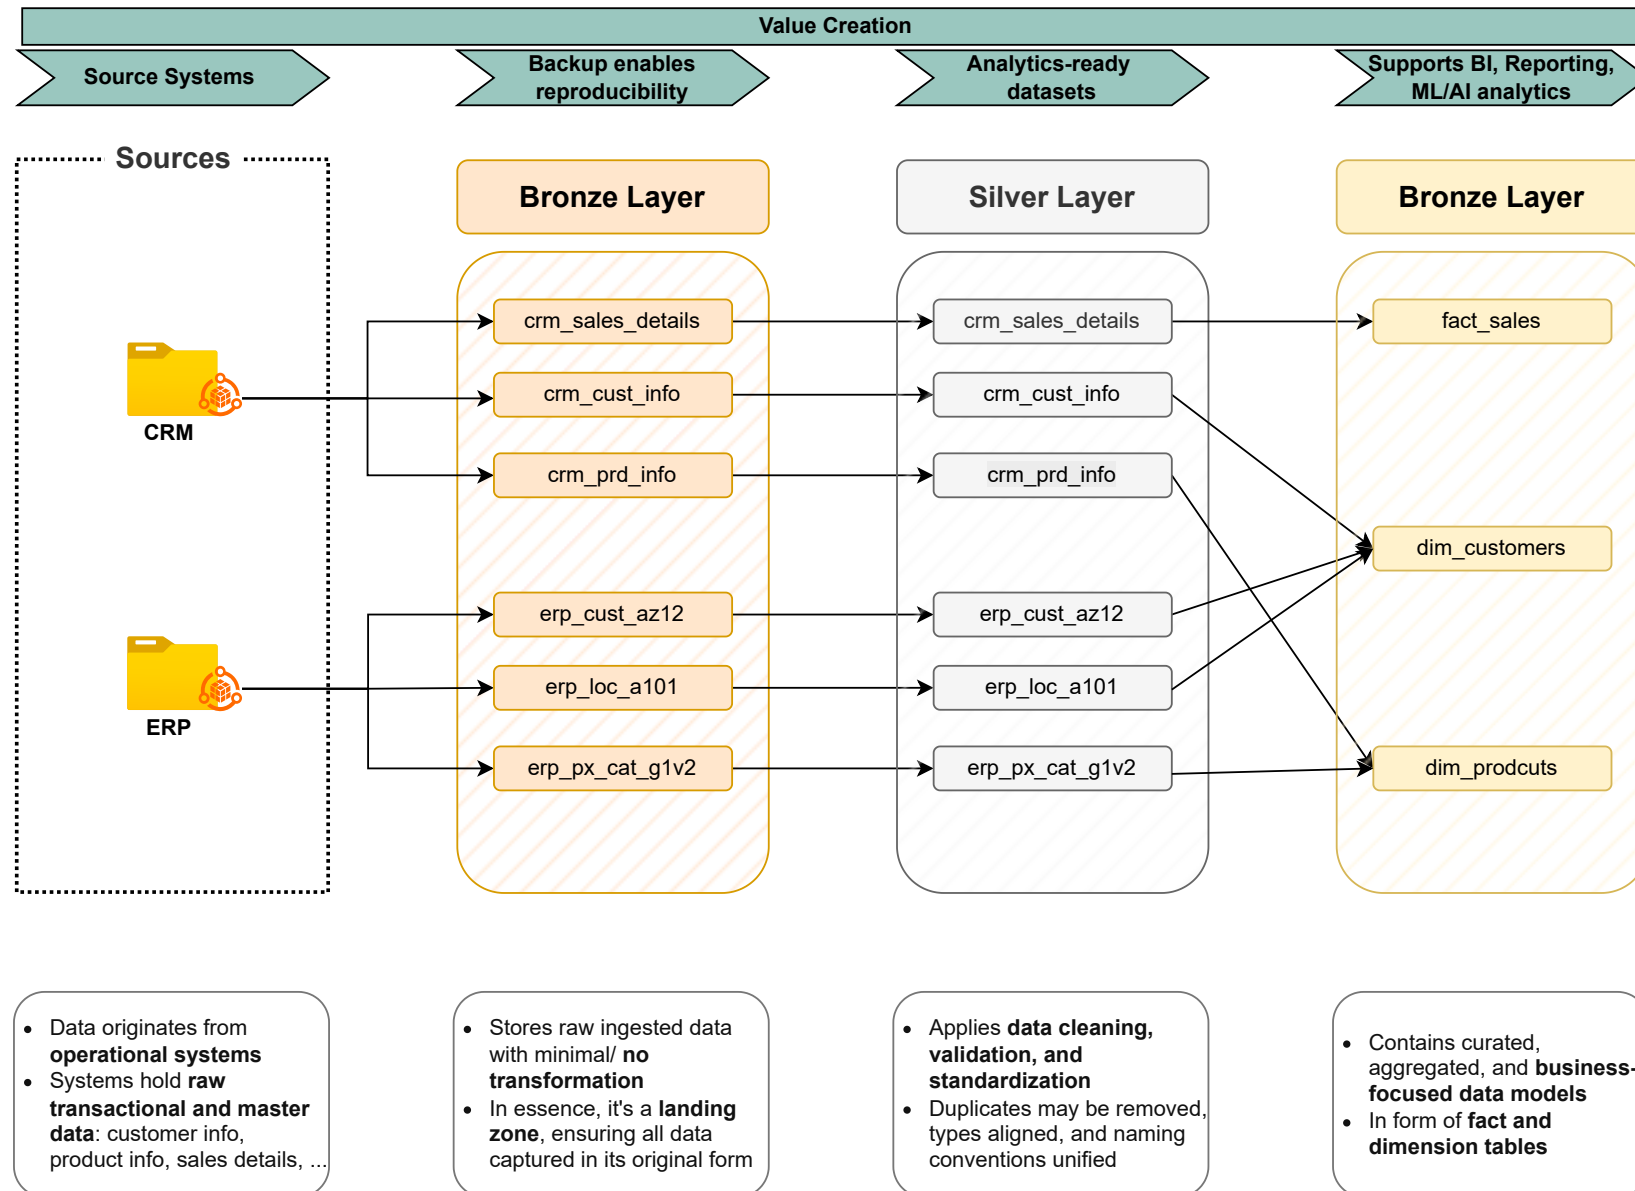 Value Creation
Source Systems
Backup enables
reproducibility
Analytics-ready
datasets
Supports BI, Reporting,
ML/AI analytics
Sources
Bronze Layer
Silver Layer
Bronze Layer
crm_sales_details
crm_sales_details
fact_sales
CRM
crm_cust_info
crm_cust_info
crm_prd_info
crm_prd_info
dim_customers
ERP
erp_cust_az12
erp_cust_az12
erp_loc_a101
erp_loc_a101
erp_px_cat_g1v2
erp_px_cat_g1v2
dim_prodcuts
• Data originates from
operational systems
• Systems hold raw
transactional and master
data: customer info,
product info, sales details, ...
• Stores raw ingested data
with minimal/ no
transformation
• In essence, it's a landing
zone, ensuring all data
captured in its original form
• Applies data cleaning,
validation, and
standardization
• Duplicates may be removed,
types aligned, and naming
conventions unified
• Contains curated,
aggregated, and business-
focused data models
• In form of fact and
dimension tables